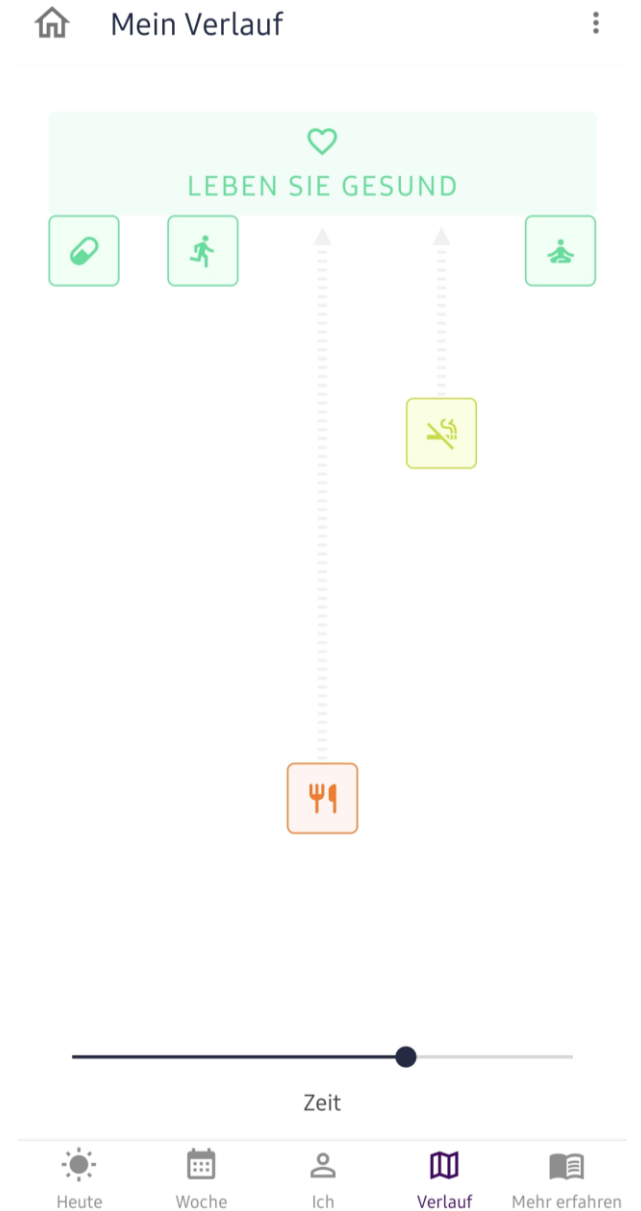 Mein Verlauf
LEBEN SIE GESUND
Zeit
Heute
Woche
Ich
Verlauf
Mehr erfahren